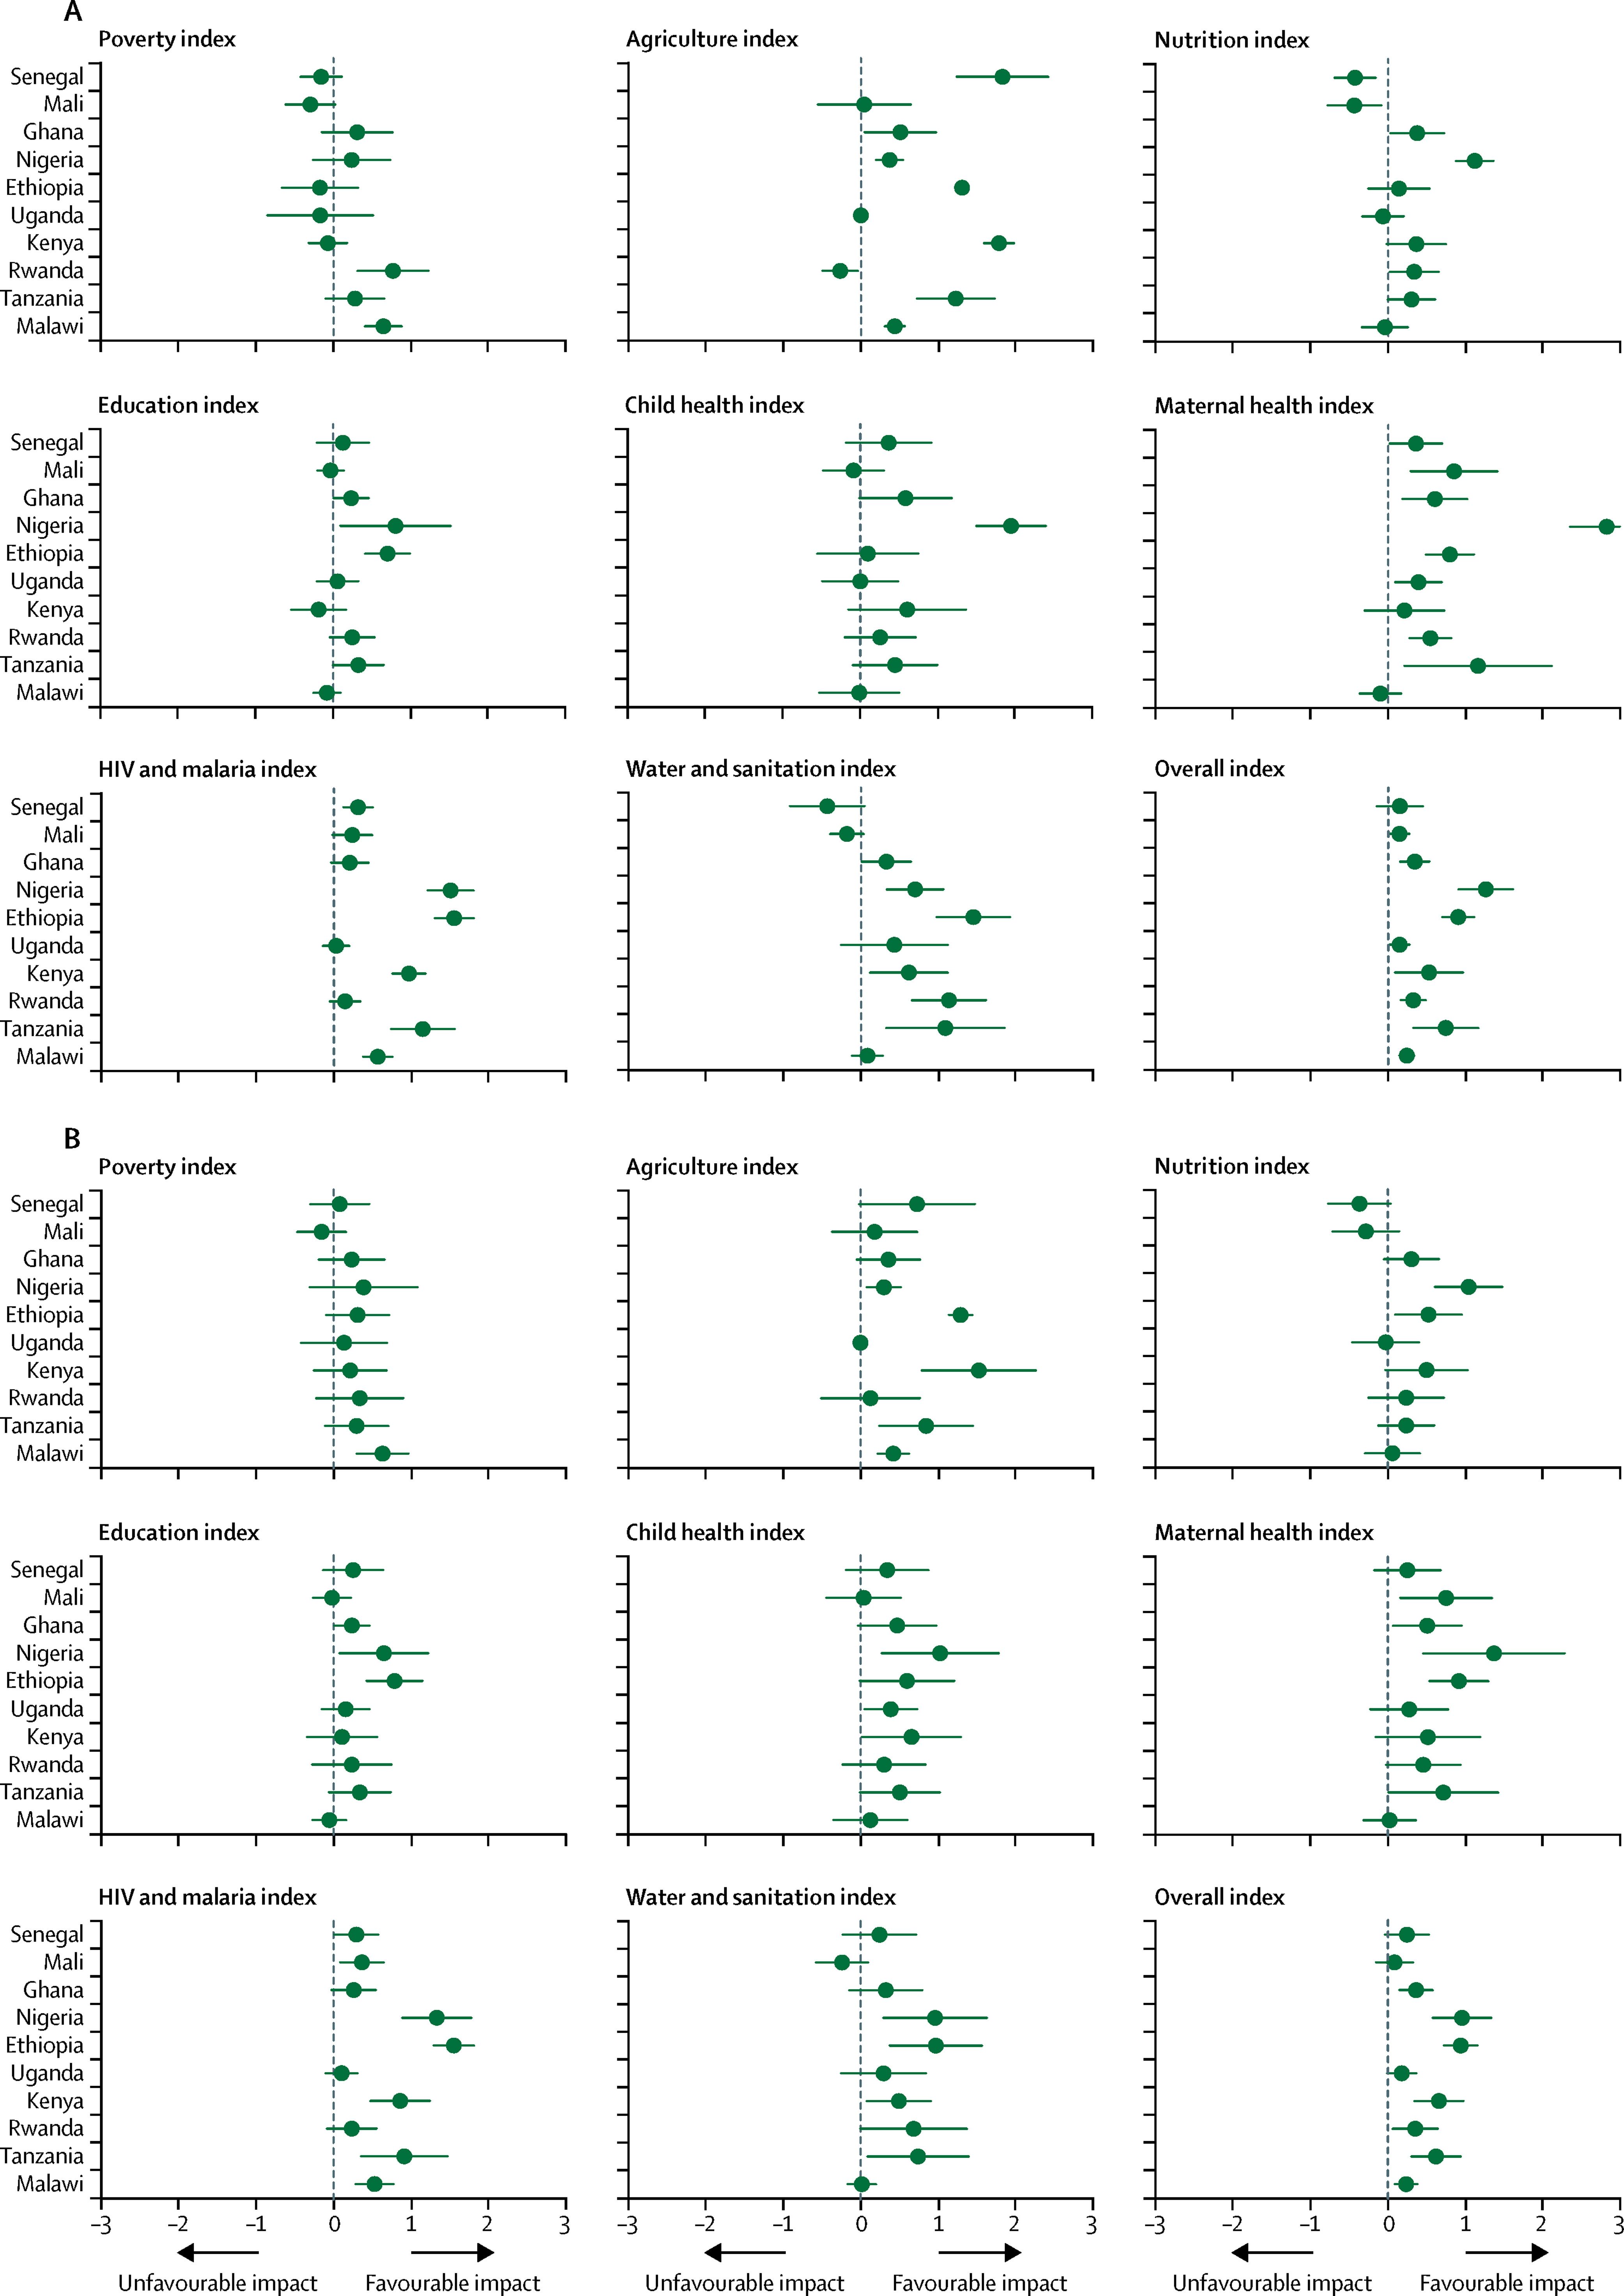 A
Poverty index
Agriculture index
Nutrition index
Senegal
Mali
Ghana
Nigeria
Ethiopia
Uganda
Kenya
Rwanda
Tanzania
Malawi
Education index
Child health index
Maternal health index
Senegal
Mali
Ghana
Nigeria
Ethiopia
Uganda
Kenya
Rwanda
Tanzania
Malawi
HIV and malaria index
Water and sanitation index
Overall index
Senegal
Mali
Ghana
Nigeria
Ethiopia
Uganda
Kenya
Rwanda
Tanzania
Malawi
B
Poverty index
Agriculture index
Nutrition index
Senegal
Mali
Ghana
Nigeria
Ethiopia
Uganda
Kenya
Rwanda
Tanzania
Malawi
Education index
Child health index
Maternal health index
Senegal
Mali
Ghana
Nigeria
Ethiopia
Uganda
Kenya
Rwanda
Tanzania
Malawi
HIV and malaria index
Water and sanitation index
Overall index
Senegal
Mali
Ghana
Nigeria
Ethiopia
Uganda
Kenya
Rwanda
Tanzania
Malawi
–3 –2 –1 0 1 2 3
–3 –2 –1 0 1 2 3
–3 –2 –1 0 1 2 3
Unfavourable impact Favourable impact
Unfavourable impact Favourable impact
Unfavourable impact Favourable impact